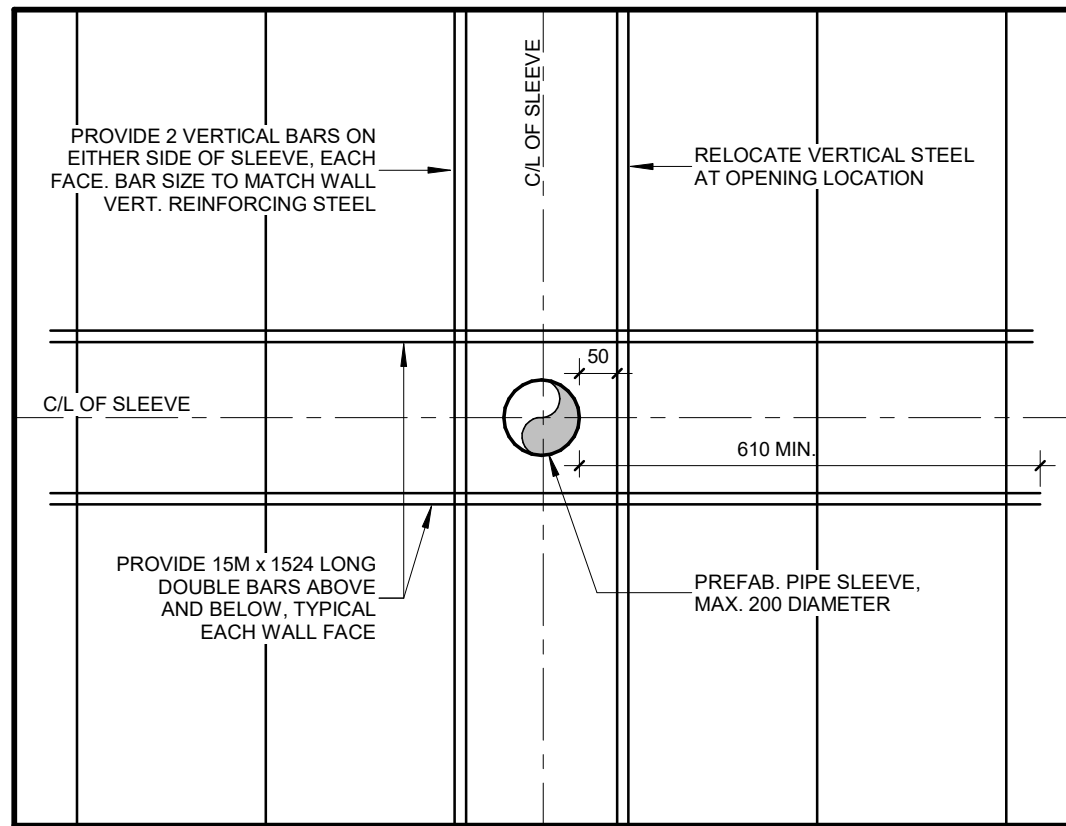 C/L OF SLEEVE
PROVIDE 2 VERTICAL BARS ON
EITHER SIDE OF SLEEVE, EACH
FACE. BAR SIZE TO MATCH WALL
VERT. REINFORCING STEEL
RELOCATE VERTICAL STEEL
AT OPENING LOCATION
50
C/L OF SLEEVE
610 MIN.
PROVIDE 15M x 1524 LONG
DOUBLE BARS ABOVE
AND BELOW, TYPICAL
EACH WALL FACE
PREFAB. PIPE SLEEVE,
MAX. 200 DIAMETER